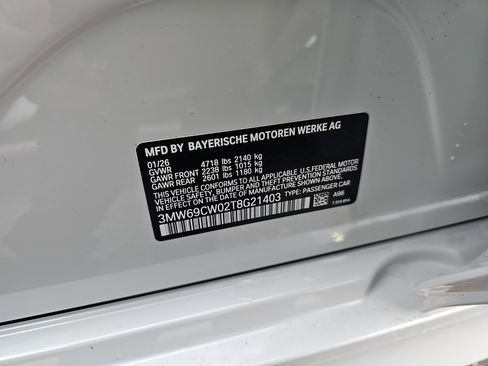 MFD BY BAYERISCHE MOTOREN WERKE AG
01/26
GVWR 4718 lbs 2140 kg
GAWR FRONT 2238 lbs 1015 kg
GAWR REAR 2601 lbs 1180 kg
THIS VEHICLE CONFORMS TO ALL APPLICABLE U.S. FEDERAL MOTOR
VEHICLE SAFETY, BUMPER AND THEFT PREVENTION STANDARDS IN
EFFECT ON THE DATE OF MANUFACTURE SHOWN ABOVE.
3MW69CW02T8G21403 TYPE: PASSENGER CAR
A96